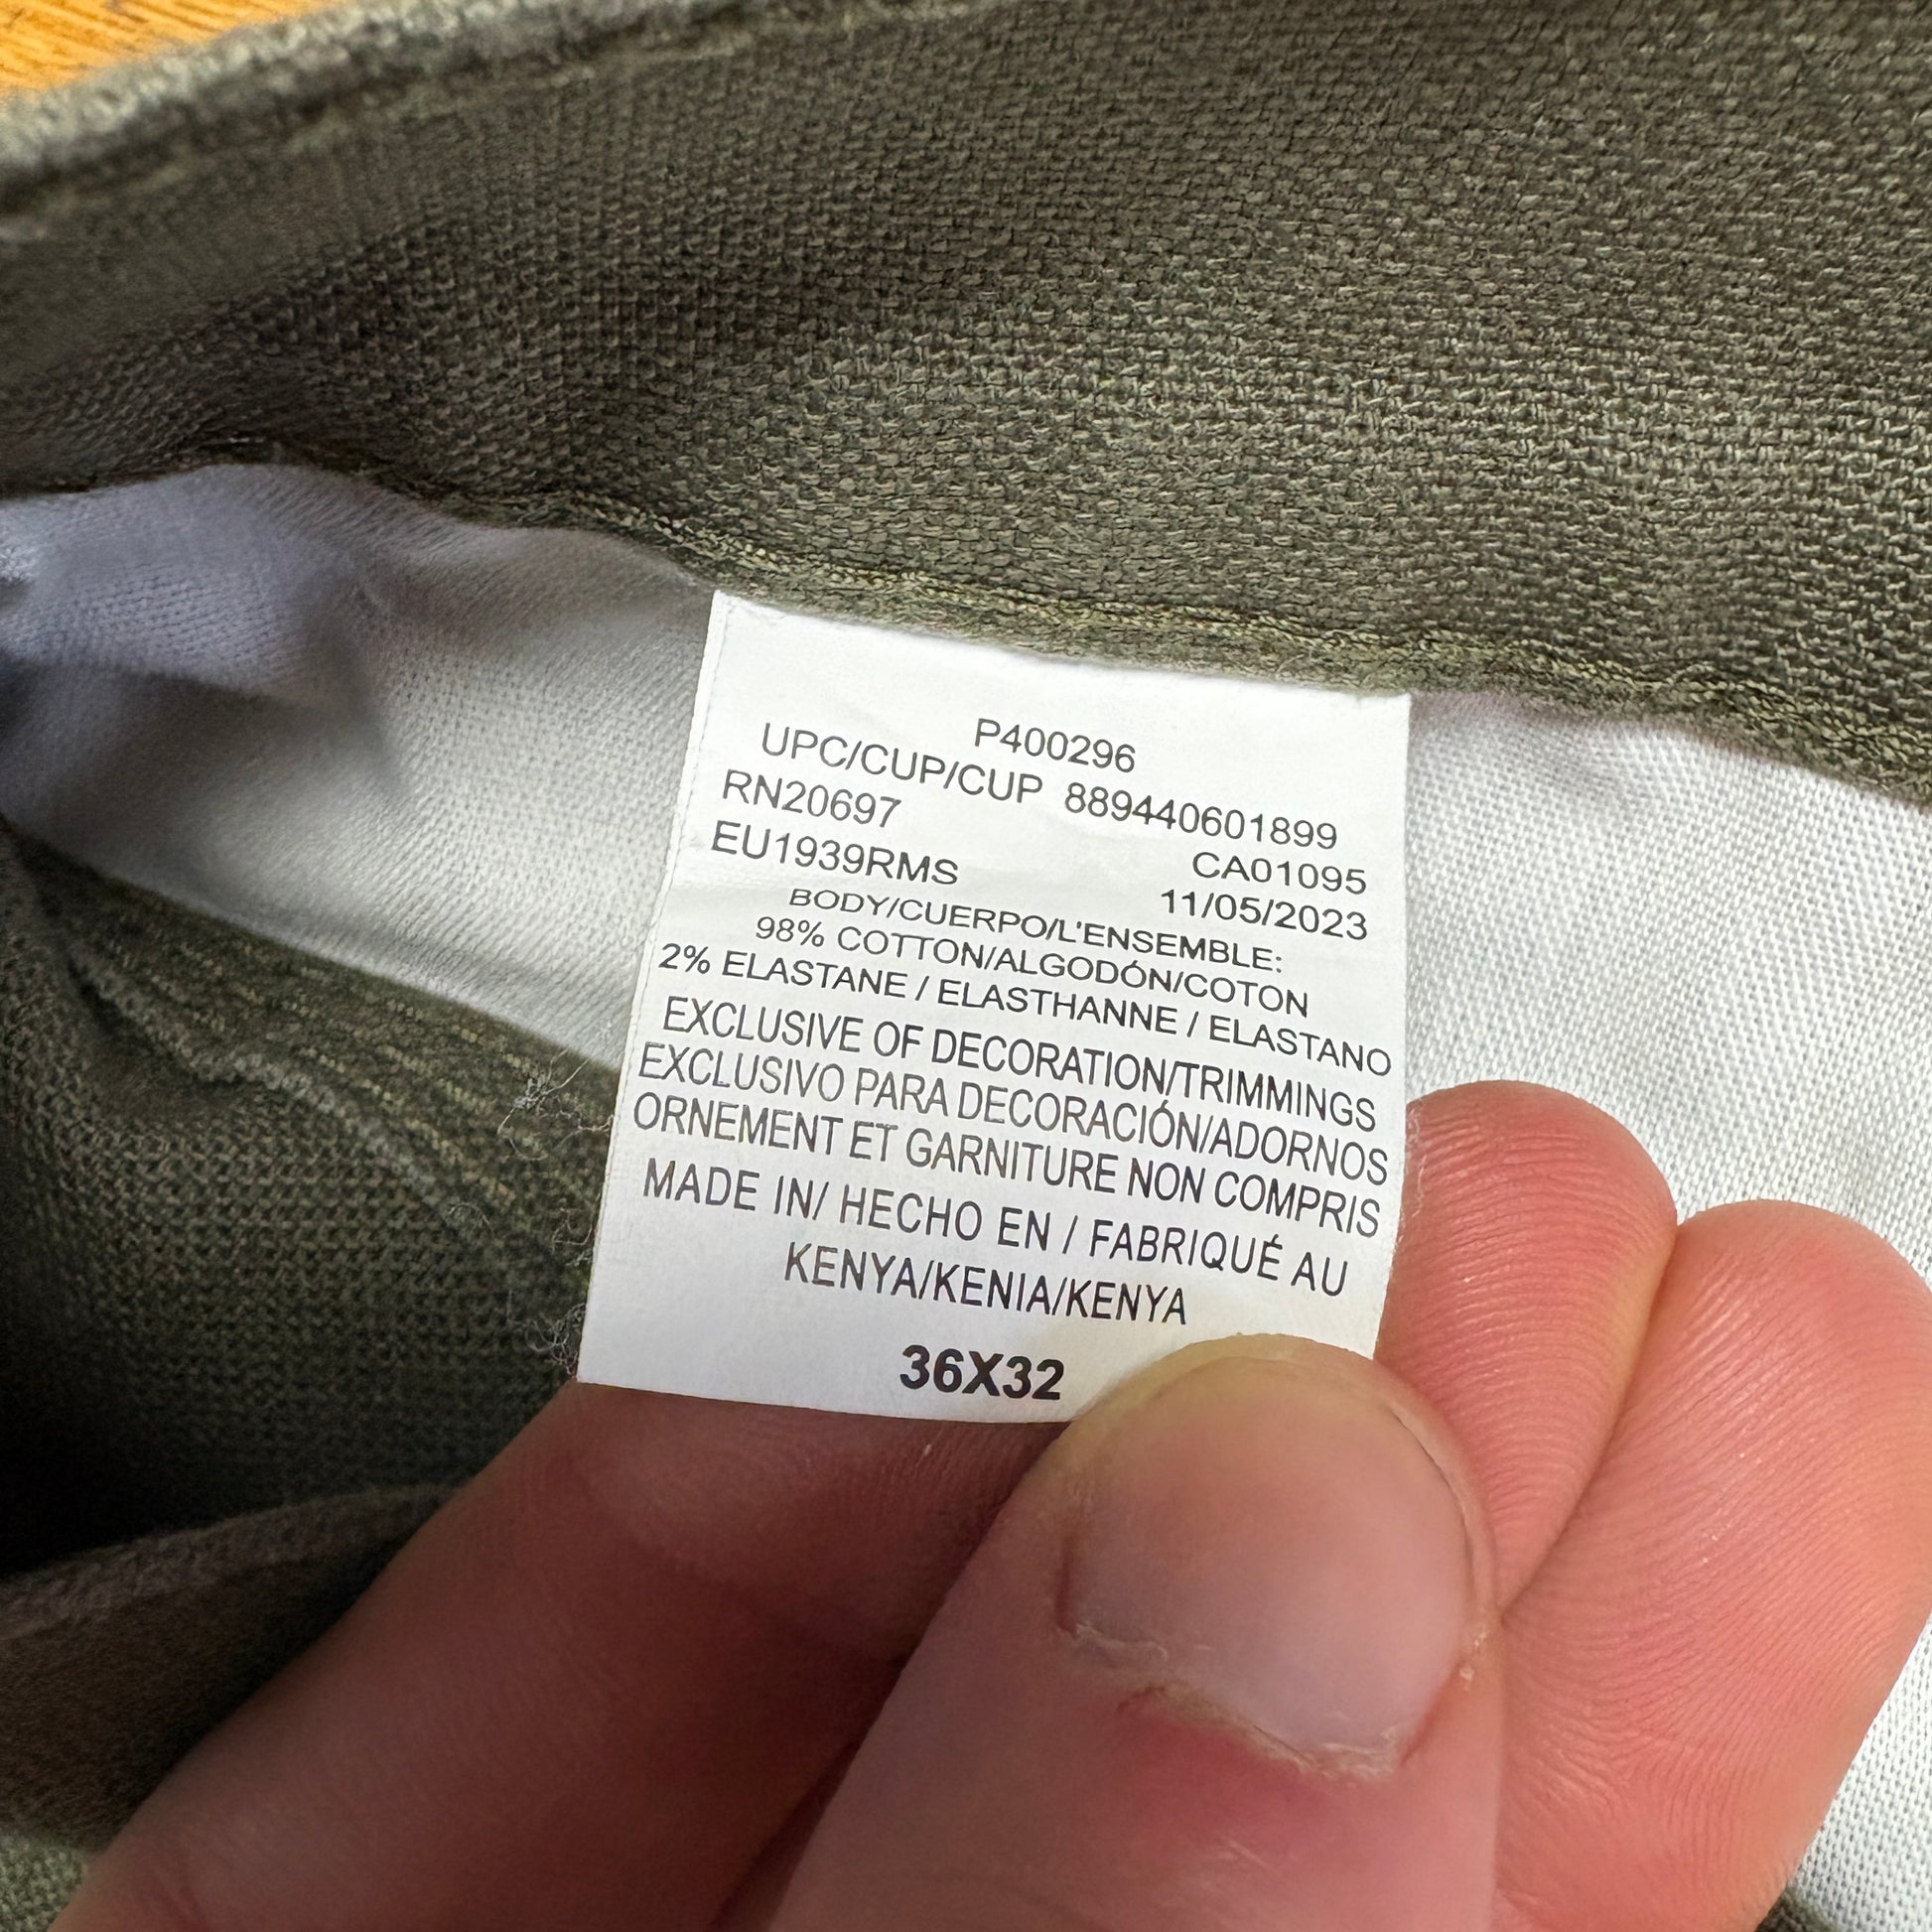 P400296
UPC/CUP/CUP 889440601899
RN20697 CA01095
EU1939RMS 11/05/2023
BODY/CUERPO/L'ENSEMBLE:
98% COTTON/ALGODÓN/COTON
2% ELASTANE / ELASTHANNE / ELASTANO
EXCLUSIVE OF DECORATION/TRIMMINGS
EXCLUSIVO PARA DECORACIÓN/ADORNOS
ORNEMENT ET GARNITURE NON COMPRIS
MADE IN/ HECHO EN / FABRIQUÉ AU
KENYA/KENIA/KENYA
36X32